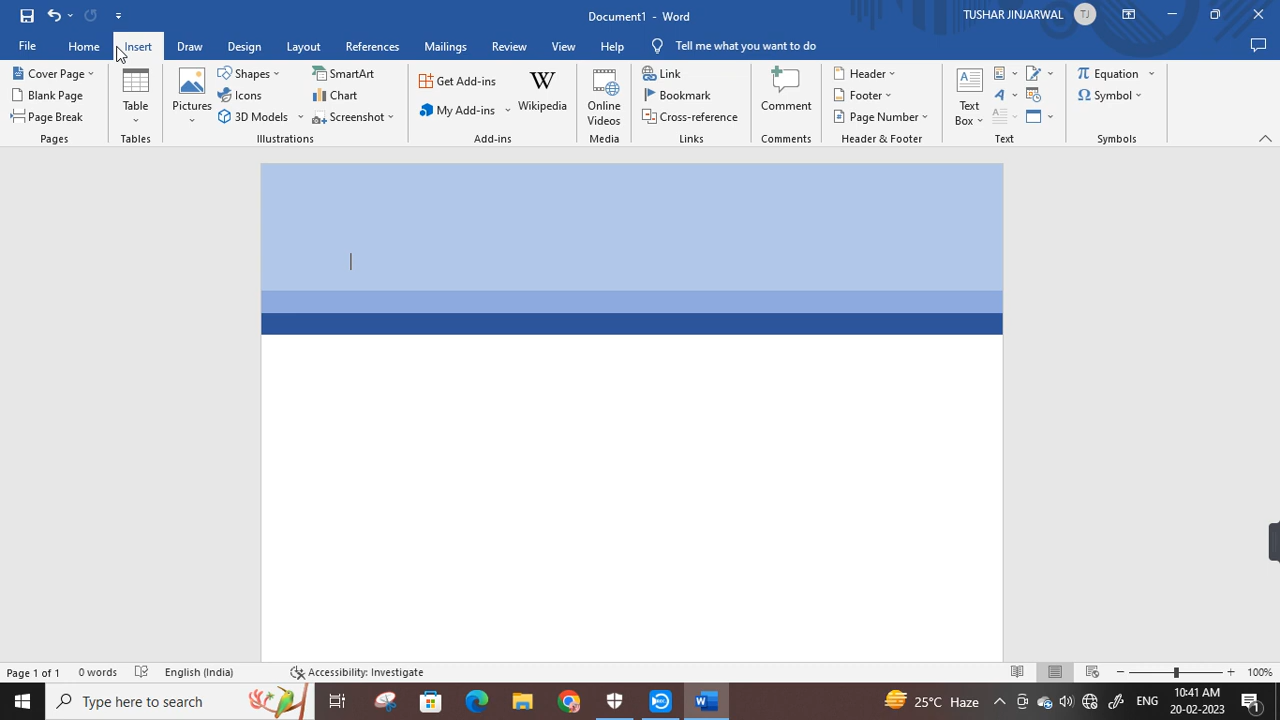 Document1 - Word
TUSHAR JINJARWAL TJ
File Home Insert Draw Design Layout References Mailings Review View Help Tell me what you want to do
Cover Page
Blank Page
Page Break
Pages
Table
Tables
Pictures
Shapes
Icons
3D Models
SmartArt
Chart
Screenshot
Illustrations
Get Add-ins
My Add-ins
W
Wikipedia
Add-ins
Online
Videos
Media
Link
Bookmark
Cross-reference
Links
Comment
Comments
Header
Footer
Page Number
Header & Footer
A
Text
Box
Text
π Equation
Ω Symbol
Symbols
Page 1 of 1 0 words English (India) Accessibility: Investigate 100%
Type here to search
25°C Haze
ENG
10:41 AM
20-02-2023
1